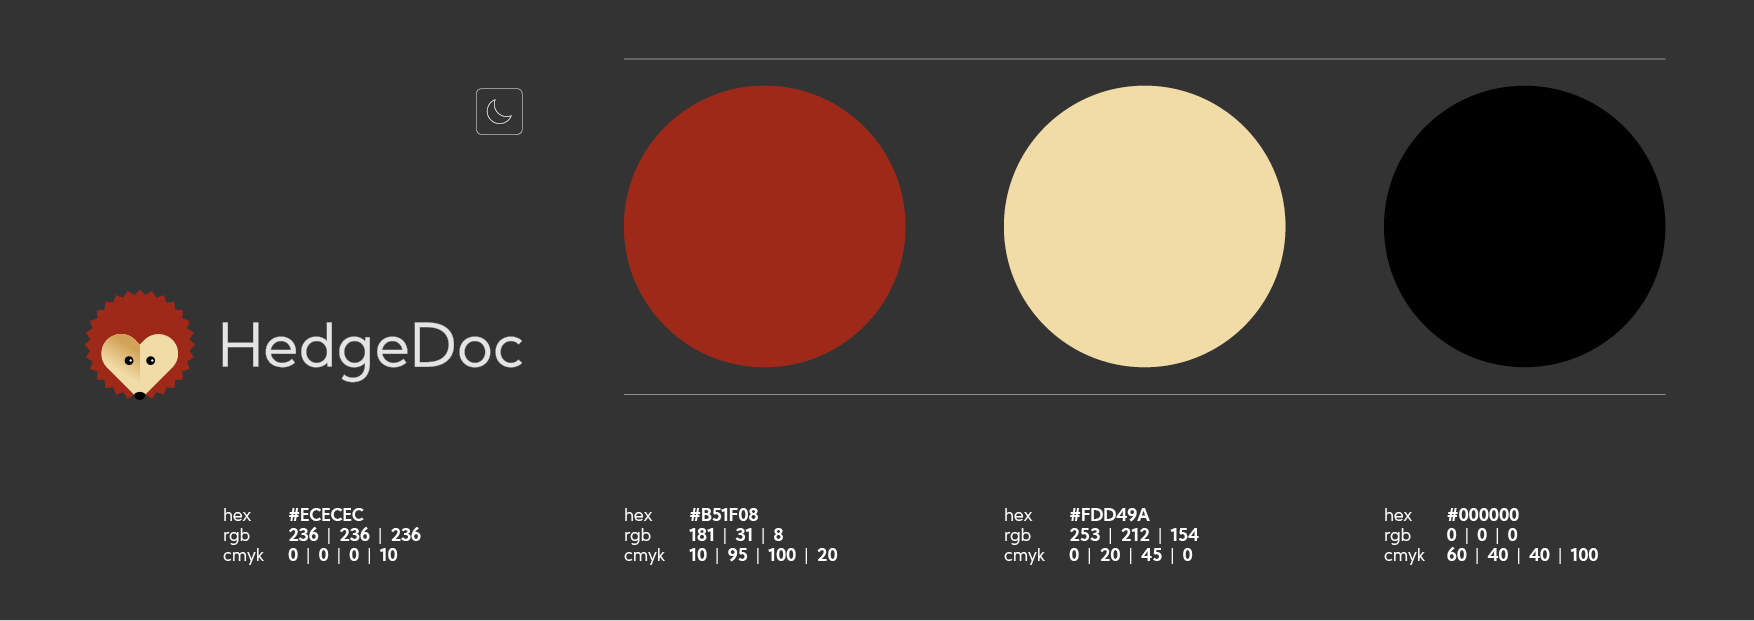 HedgeDoc
hex #ECECEC
rgb 236 | 236 | 236
cmyk 0 | 0 | 0 | 10
hex #B51F08
rgb 181 | 31 | 8
cmyk 10 | 95 | 100 | 20
hex #FDD49A
rgb 253 | 212 | 154
cmyk 0 | 20 | 45 | 0
hex #000000
rgb 0 | 0 | 0
cmyk 60 | 40 | 40 | 100